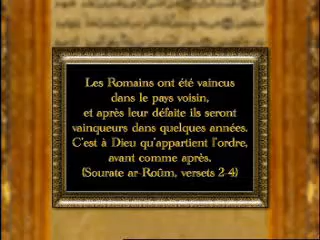 Les Romains ont été vaincus
dans le pays voisin,
et après leur défaite ils seront
vainqueurs dans quelques années.
C'est à Dieu qu'appartient l'ordre,
avant comme après.
(Sourate ar-Roûm, versets 2-4)